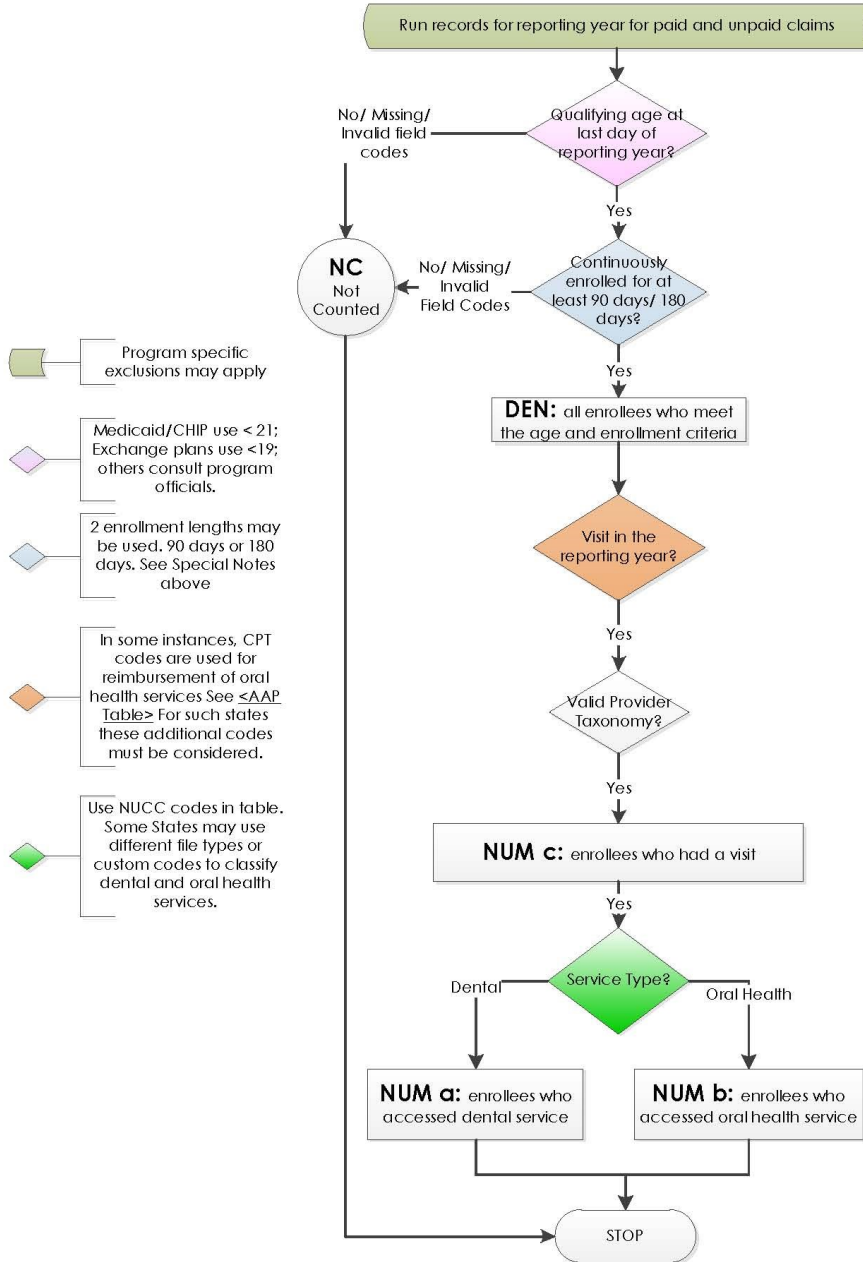 Run records for reporting year for paid and unpaid claims
No/ Missing/
Invalid field
codes
Qualifying age at
last day of
reporting year?
Yes
NC
Not
Counted
No/ Missing/
Invalid
Field Codes
Continuously
enrolled for at
least 90 days/ 180
days?
Yes
Program specific
exclusions may apply
DEN: all enrollees who meet
the age and enrollment criteria
Medicaid/CHIP use < 21;
Exchange plans use <19;
others consult program
officials.
2 enrollment lengths may
be used. 90 days or 180
days. See Special Notes
above
Visit in the
reporting year?
Yes
In some instances, CPT
codes are used for
reimbursement of oral
health services See <AAP
Table> For such states
these additional codes
must be considered.
Valid Provider
Taxonomy?
Yes
Use NUCC codes in table.
Some States may use
different file types or
custom codes to classify
dental and oral health
services.
NUM c: enrollees who had a visit
Yes
Service Type?
Dental
Oral Health
NUM a: enrollees who
accessed dental service
NUM b: enrollees who
accessed oral health service
STOP